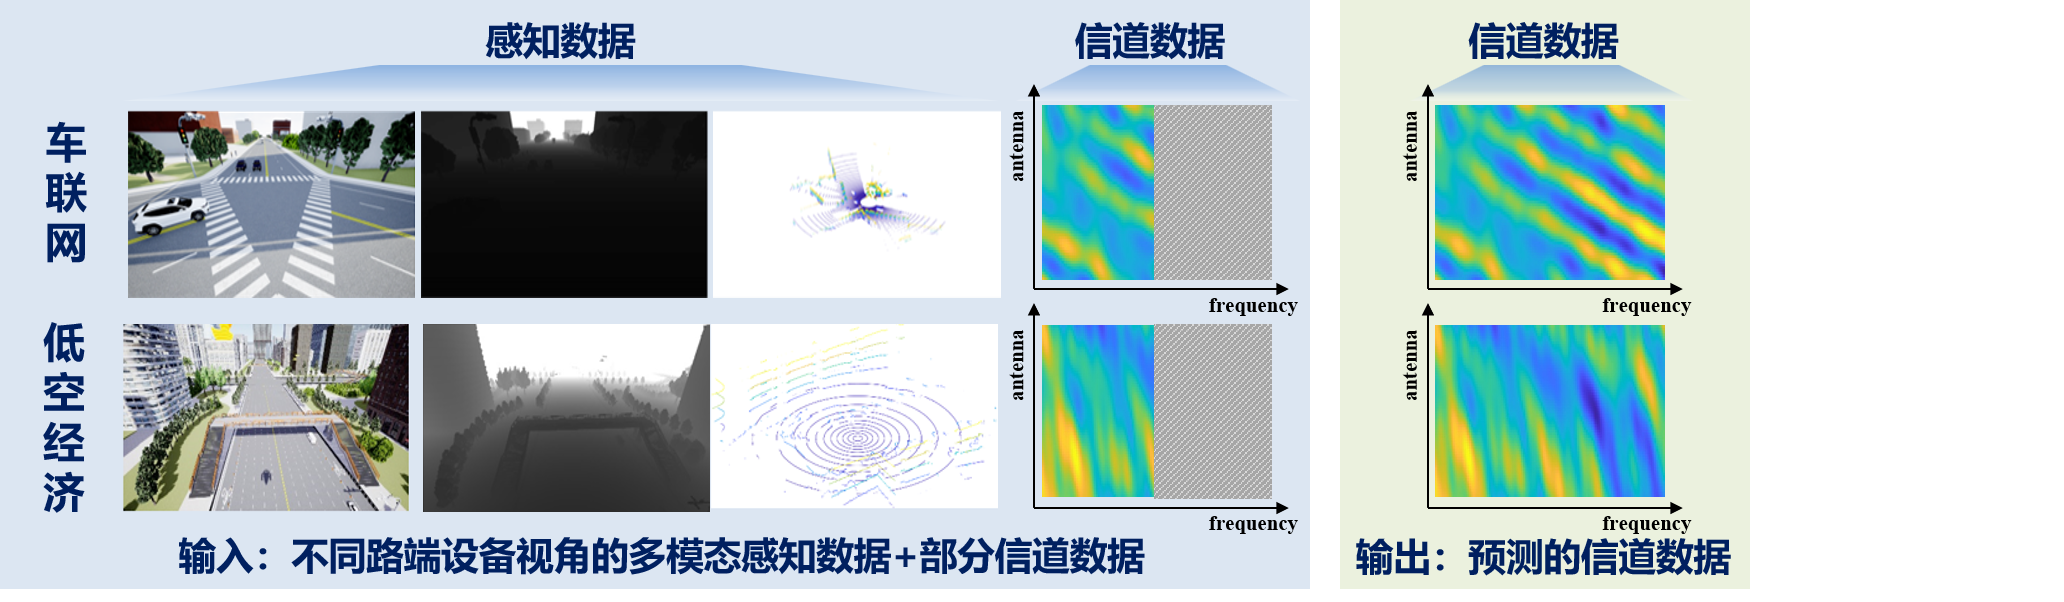 感知数据
信道数据
信道数据
车联网
antenna
frequency
antenna
frequency
低空经济
antenna
frequency
antenna
frequency
输入：不同路端设备视角的多模态感知数据+部分信道数据
输出：预测的信道数据